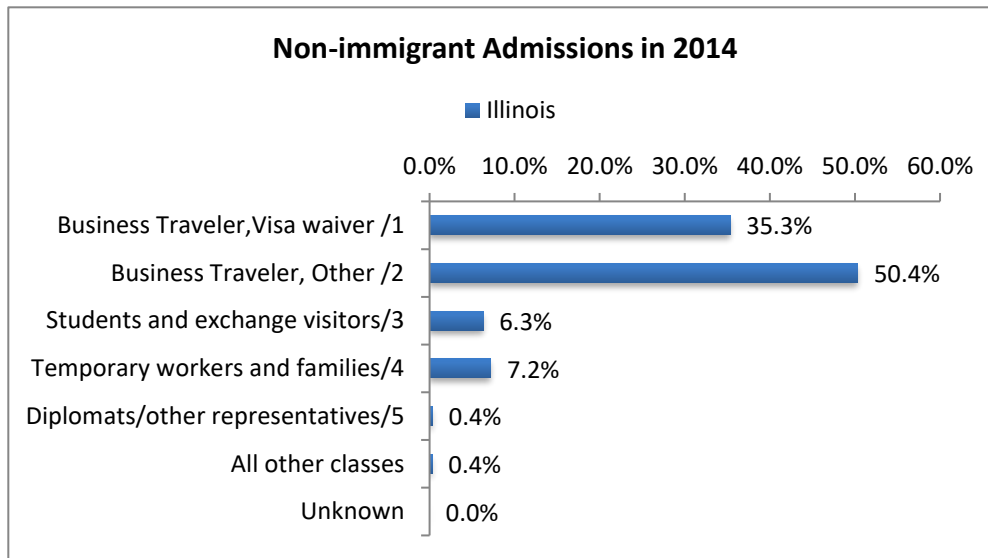 Non-immigrant Admissions in 2014
Illinois
0.0% 10.0% 20.0% 30.0% 40.0% 50.0% 60.0%
Business Traveler,Visa waiver /1 35.3%
Business Traveler, Other /2 50.4%
Students and exchange visitors/3 6.3%
Temporary workers and families/4 7.2%
Diplomats/other representatives/5 0.4%
All other classes 0.4%
Unknown 0.0%